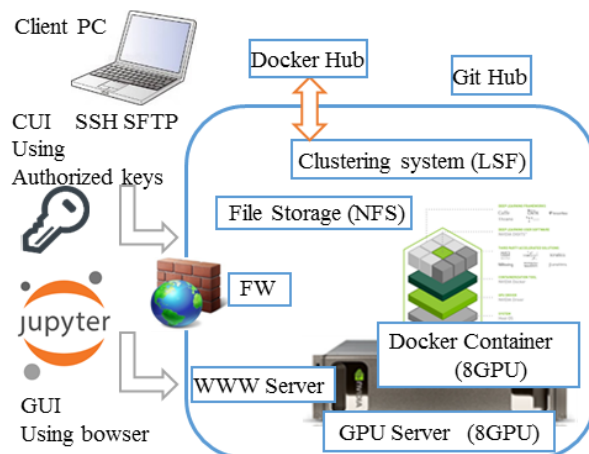 Client PC
Docker Hub
Git Hub
CUI SSH SFTP
Using
Authorized keys
Clustering system (LSF)
File Storage (NFS)
FW
jupyter
Docker Container
(8GPU)
WWW Server
GUI
Using bowser
GPU Server (8GPU)